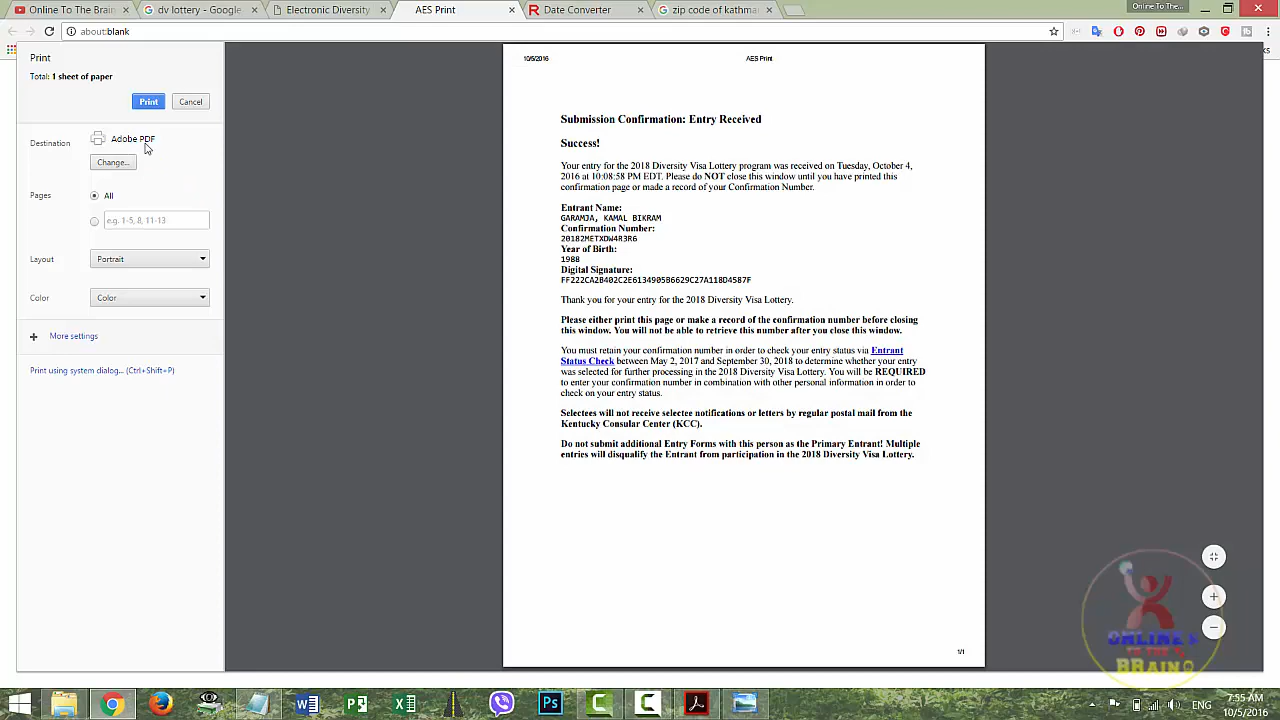 Online To The Brain
dv lottery - Google
Electronic Diversity
AES Print
Date Converter
zip code of kathma
Online To The...
about:blank
Print
Total: 1 sheet of paper
Print
Cancel
Destination
Adobe PDF
Change...
Pages
All
e.g. 1-5, 8, 11-13
Layout
Portrait
Color
Color
More settings
Print using system dialog... (Ctrl+Shift+P)
10/5/2016
AES Print
Submission Confirmation: Entry Received
Success!
Your entry for the 2018 Diversity Visa Lottery program was received on Tuesday, October 4,
2016 at 10:08:58 PM EDT. Please do NOT close this window until you have printed this
confirmation page or made a record of your Confirmation Number.
Entrant Name:
GARAMJA, KAMAL BIKRAM
Confirmation Number:
20182METXDW4R3R6
Year of Birth:
1988
Digital Signature:
FF222CA2B402C2E6134905B6629C27A118D4587F
Thank you for your entry for the 2018 Diversity Visa Lottery.
Please either print this page or make a record of the confirmation number before closing
this window. You will not be able to retrieve this number after you close this window.
You must retain your confirmation number in order to check your entry status via Entrant
Status Check between May 2, 2017 and September 30, 2018 to determine whether your entry
was selected for further processing in the 2018 Diversity Visa Lottery. You will be REQUIRED
to enter your confirmation number in combination with other personal information in order to
check on your entry status.
Selectees will not receive selectee notifications or letters by regular postal mail from the
Kentucky Consular Center (KCC).
Do not submit additional Entry Forms with this person as the Primary Entrant! Multiple
entries will disqualify the Entrant from participation in the 2018 Diversity Visa Lottery.
1/1
ONLINE
TO THE
BRAIN
ENG
7:55 AM
10/5/2016